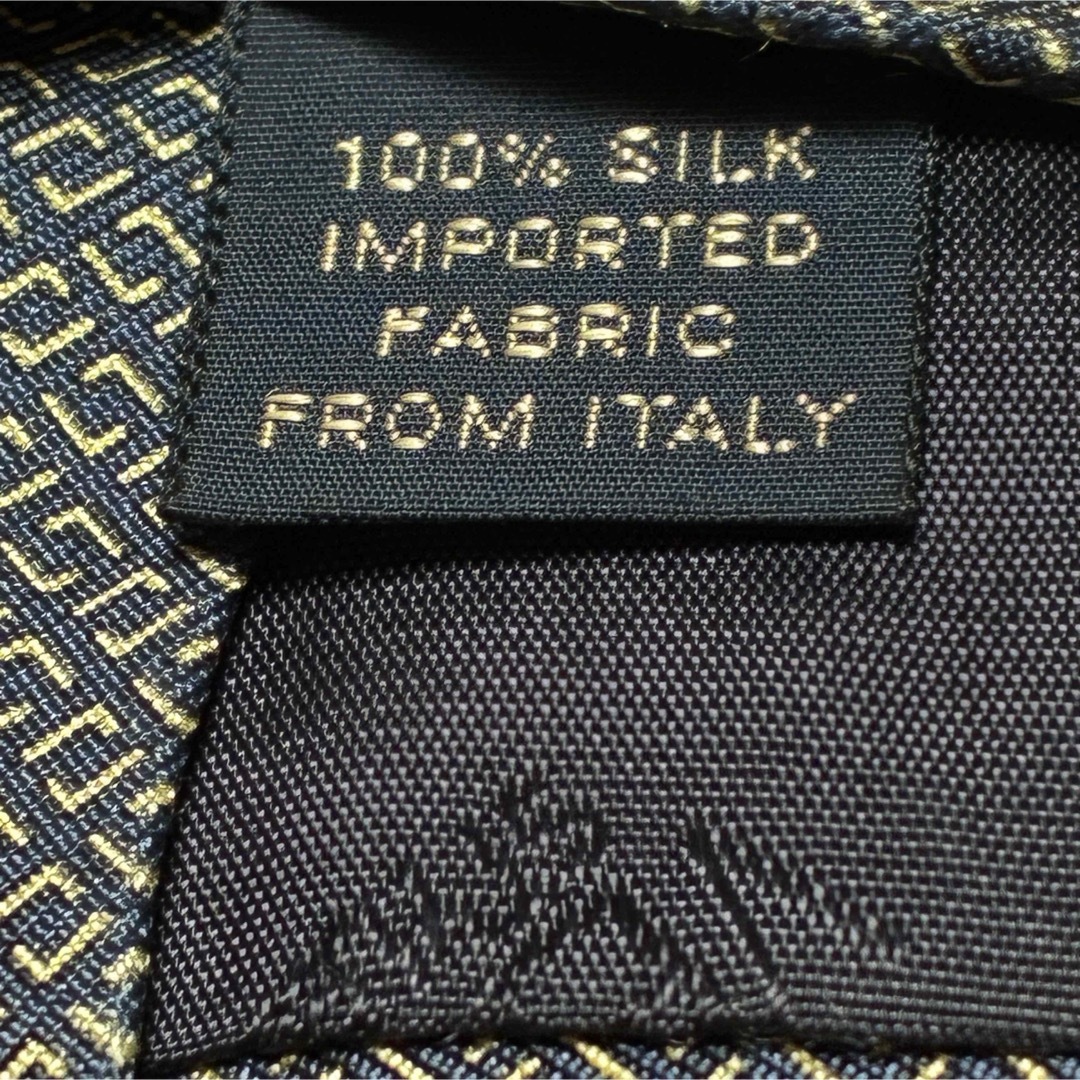 100% SILK
IMPORTED
FABRIC
FROM ITALY